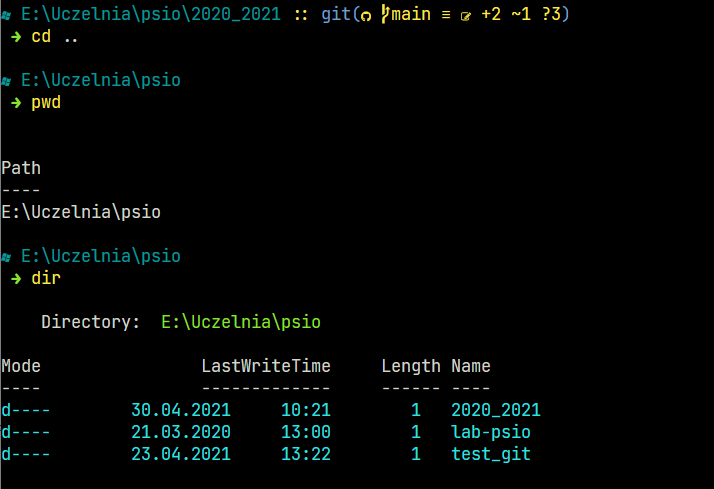 E:\Uczelnia\psio\2020_2021 :: git(main ≡ +2 ~1 ?3)
➜ cd ..
E:\Uczelnia\psio
➜ pwd
Path
----
E:\Uczelnia\psio
E:\Uczelnia\psio
➜ dir
Directory: E:\Uczelnia\psio
Mode LastWriteTime Length Name
---- ------------- ------ ----
d---- 30.04.2021 10:21 1 2020_2021
d---- 21.03.2020 13:00 1 lab-psio
d---- 23.04.2021 13:22 1 test_git